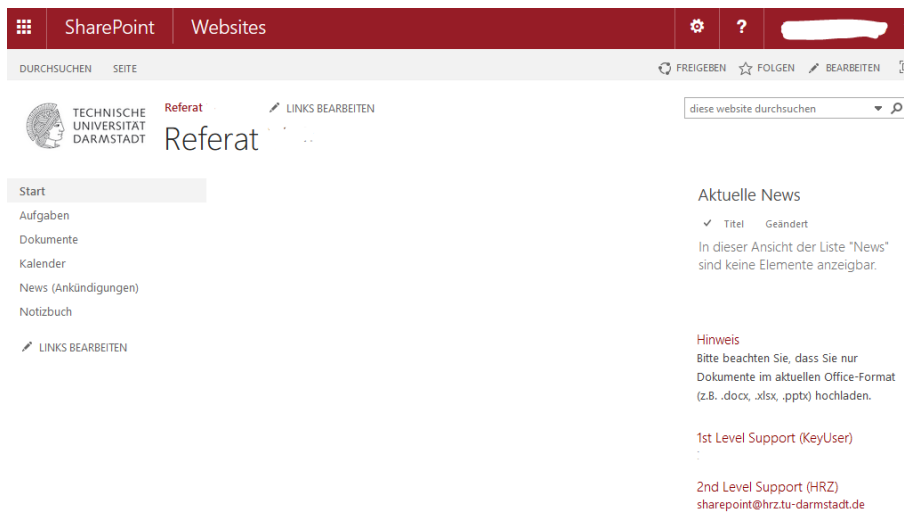 SharePoint
Websites
?
DURCHSUCHEN SEITE
FREIGEBEN FOLGEN BEARBEITEN
TECHNISCHE
UNIVERSITÄT
DARMSTADT
Referat
LINKS BEARBEITEN
Referat
diese website durchsuchen
Start
Aufgaben
Dokumente
Kalender
News (Ankündigungen)
Notizbuch
LINKS BEARBEITEN
Aktuelle News
Titel Geändert
In dieser Ansicht der Liste "News"
sind keine Elemente anzeigbar.
Hinweis
Bitte beachten Sie, dass Sie nur
Dokumente im aktuellen Office-Format
(z.B. .docx, .xlsx, .pptx) hochladen.
1st Level Support (KeyUser)
2nd Level Support (HRZ)
sharepoint@hrz.tu-darmstadt.de